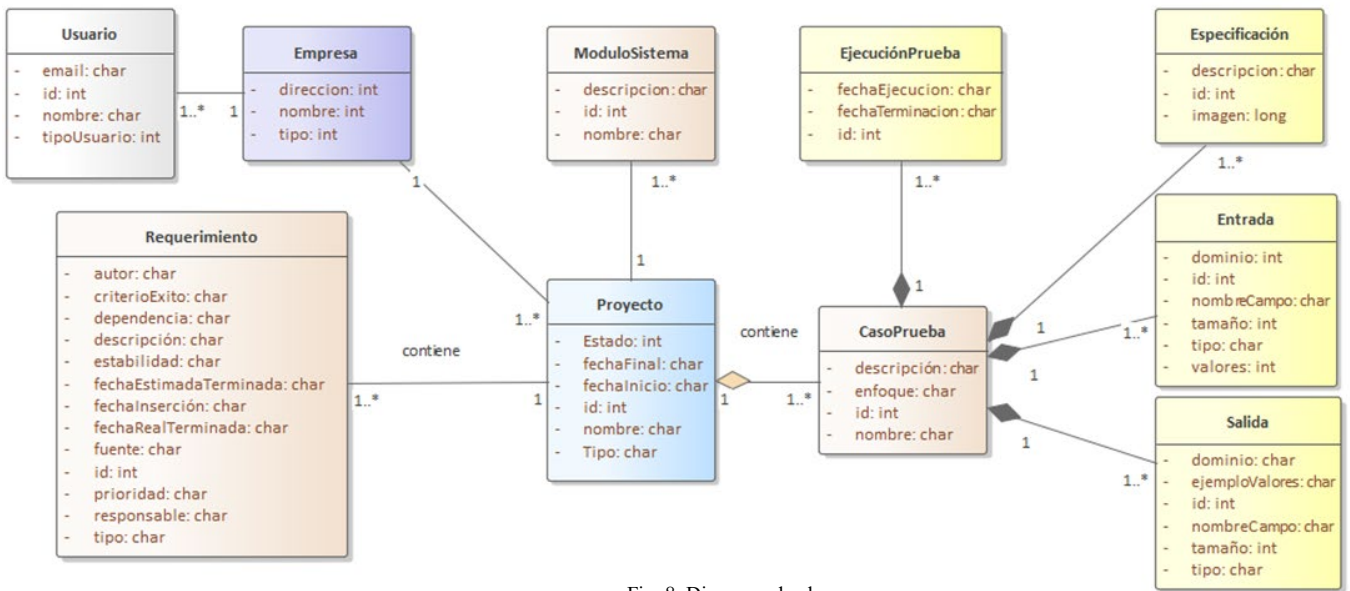 Usuario
- email: char
- id: int
- nombre: char
- tipoUsuario: int
1..*
1
Empresa
- direccion: int
- nombre: int
- tipo: int
1
1..*
ModuloSistema
- descripcion: char
- id: int
- nombre: char
1..*
1
EjecuciónPrueba
- fechaEjecucion: char
- fechaTerminacion: char
- id: int
1..*
1
Especificación
- descripcion: char
- id: int
- imagen: long
1..*
1
Requerimiento
- autor: char
- criterioExito: char
- dependencia: char
- descripción: char
- estabilidad: char
- fechaEstimadaTerminada: char
- fechaInserción: char
- fechaRealTerminada: char
- fuente: char
- id: int
- prioridad: char
- responsable: char
- tipo: char
contiene
1..*
1
Proyecto
- Estado: int
- fechaFinal: char
- fechaInicio: char
- id: int
- nombre: char
- Tipo: char
contiene
1
1..*
CasoPrueba
- descripción: char
- enfoque: char
- id: int
- nombre: char
Entrada
- dominio: int
- id: int
- nombreCampo: char
- tamaño: int
- tipo: char
- valores: int
1..*
1
Salida
- dominio: char
- ejemploValores: char
- id: int
- nombreCampo: char
- tamaño: int
- tipo: char
1
1..*